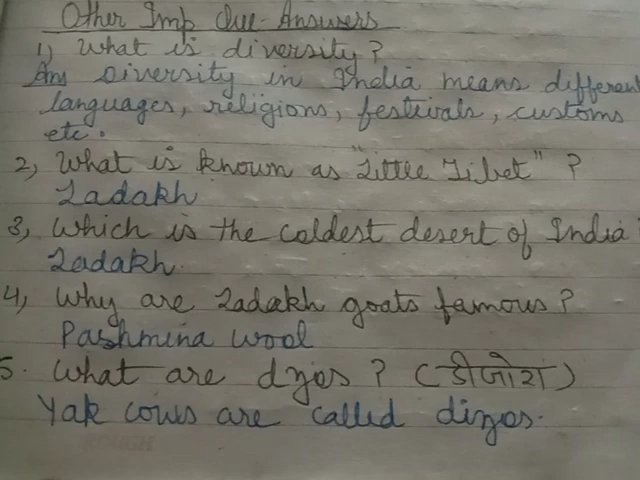 Other Imp Que-Answers
1) What is diversity?
Ans Diversity in India means different
languages, religions, festivals, customs
etc.
2, What is known as "Little Tibet" ?
Ladakh
3, Which is the coldest desert of India
Ladakh.
4, Why are Ladakh goats famous?
Pashmina wool
5. What are dzos ? (डीजोरा)
Yak cows are called dizos.